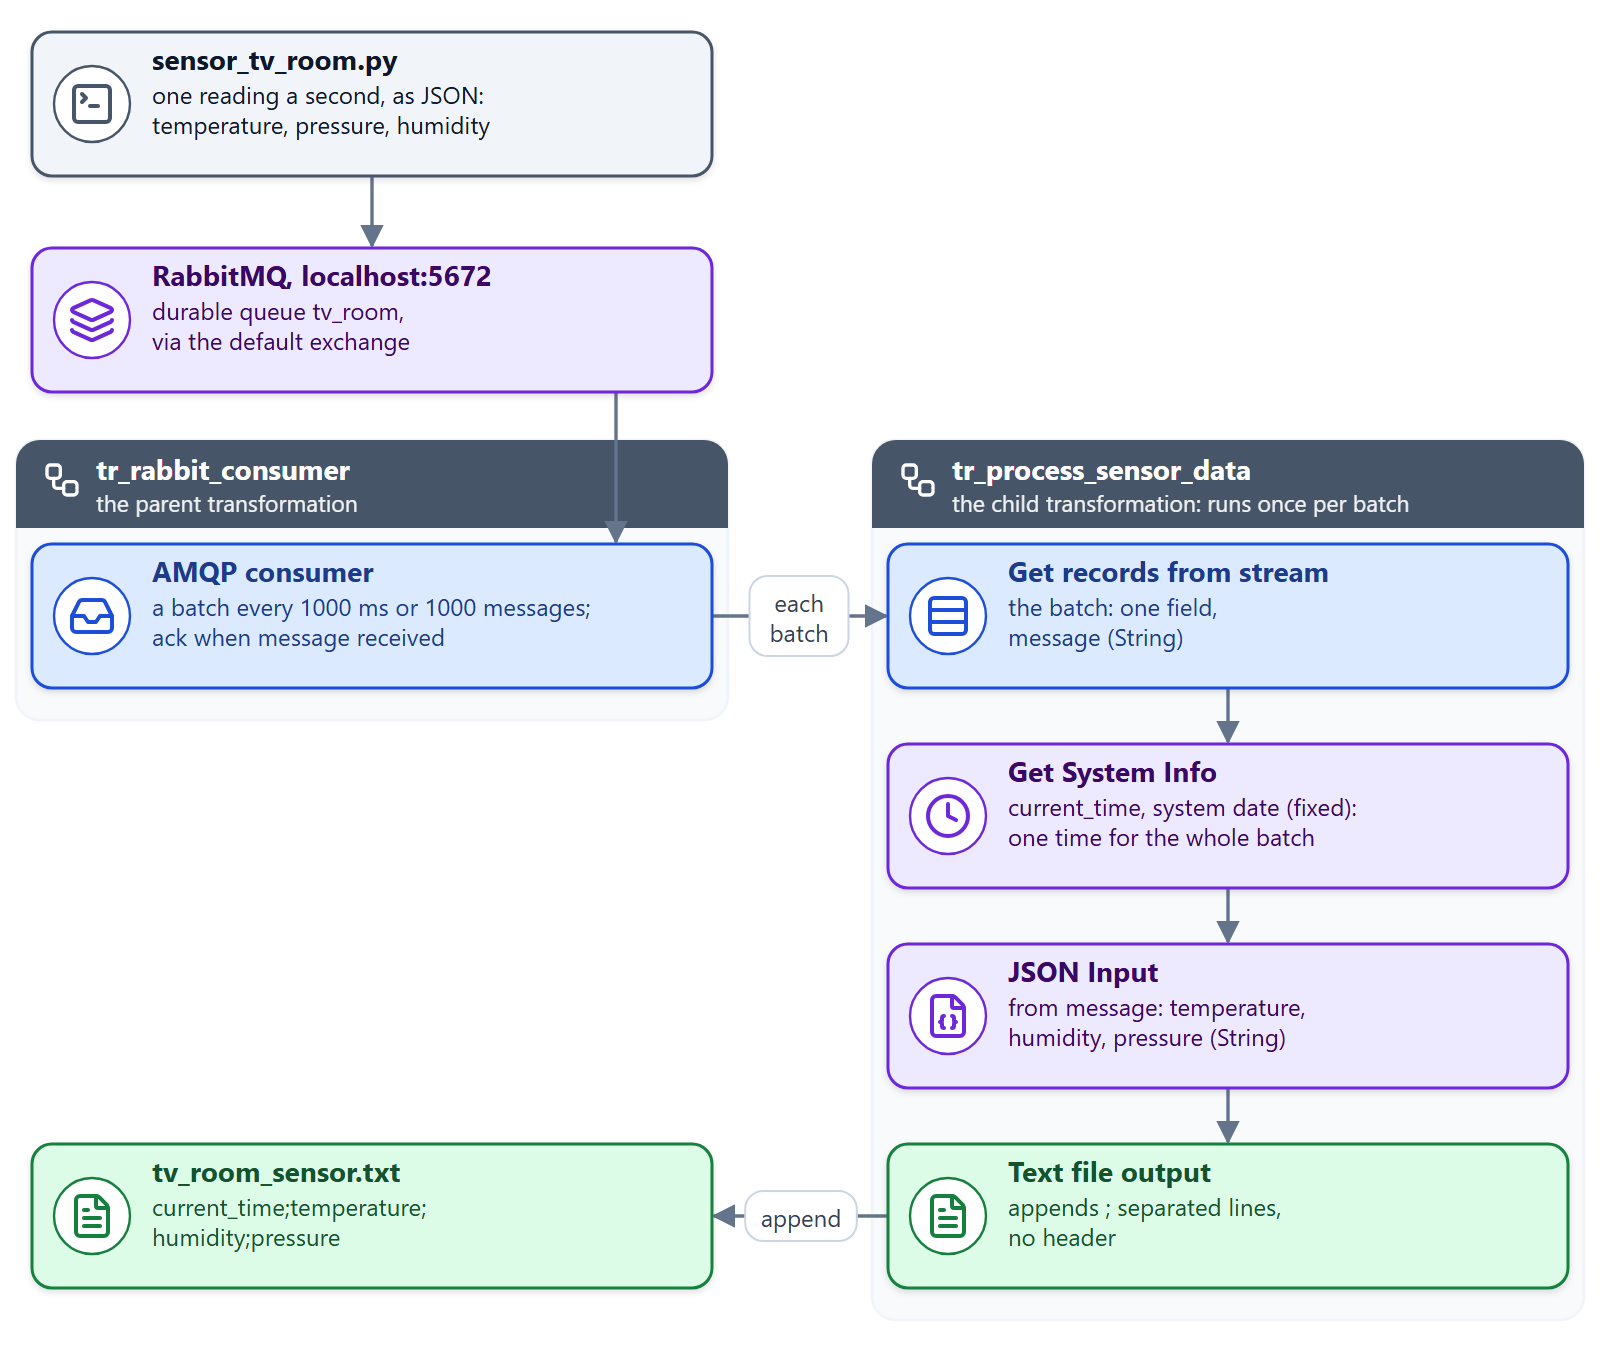 sensor_tv_room.py
one reading a second, as JSON:
temperature, pressure, humidity
RabbitMQ, localhost:5672
durable queue tv_room,
via the default exchange
tr_rabbit_consumer
the parent transformation
AMQP consumer
a batch every 1000 ms or 1000 messages;
ack when message received
each
batch
tr_process_sensor_data
the child transformation: runs once per batch
Get records from stream
the batch: one field,
message (String)
Get System Info
current_time, system date (fixed):
one time for the whole batch
JSON Input
from message: temperature,
humidity, pressure (String)
Text file output
appends ; separated lines,
no header
append
tv_room_sensor.txt
current_time;temperature;
humidity;pressure